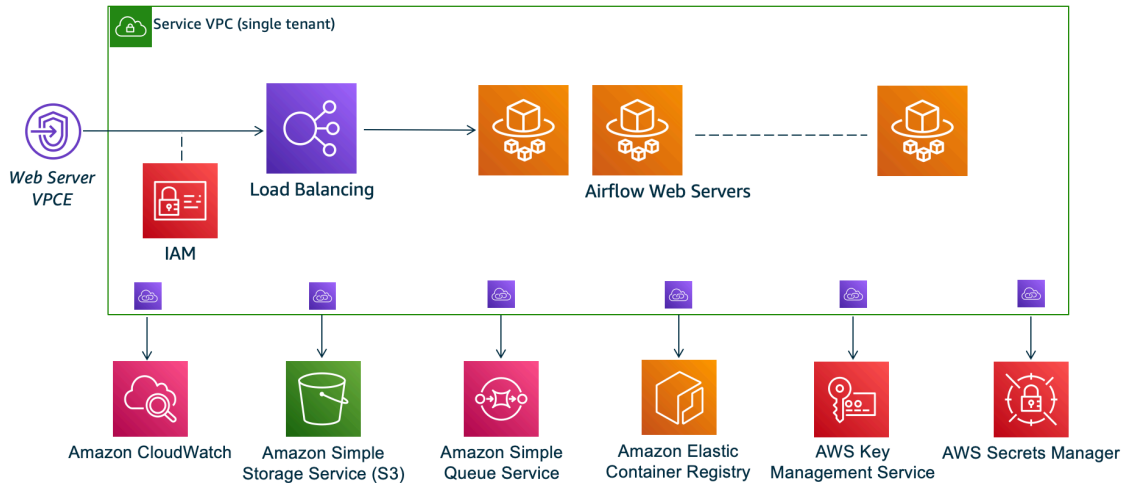 Service VPC (single tenant)
Web Server
VPCE
Load Balancing
Airflow Web Servers
IAM
Amazon CloudWatch
Amazon Simple
Storage Service (S3)
Amazon Simple
Queue Service
Amazon Elastic
Container Registry
AWS Key
Management Service
AWS Secrets Manager